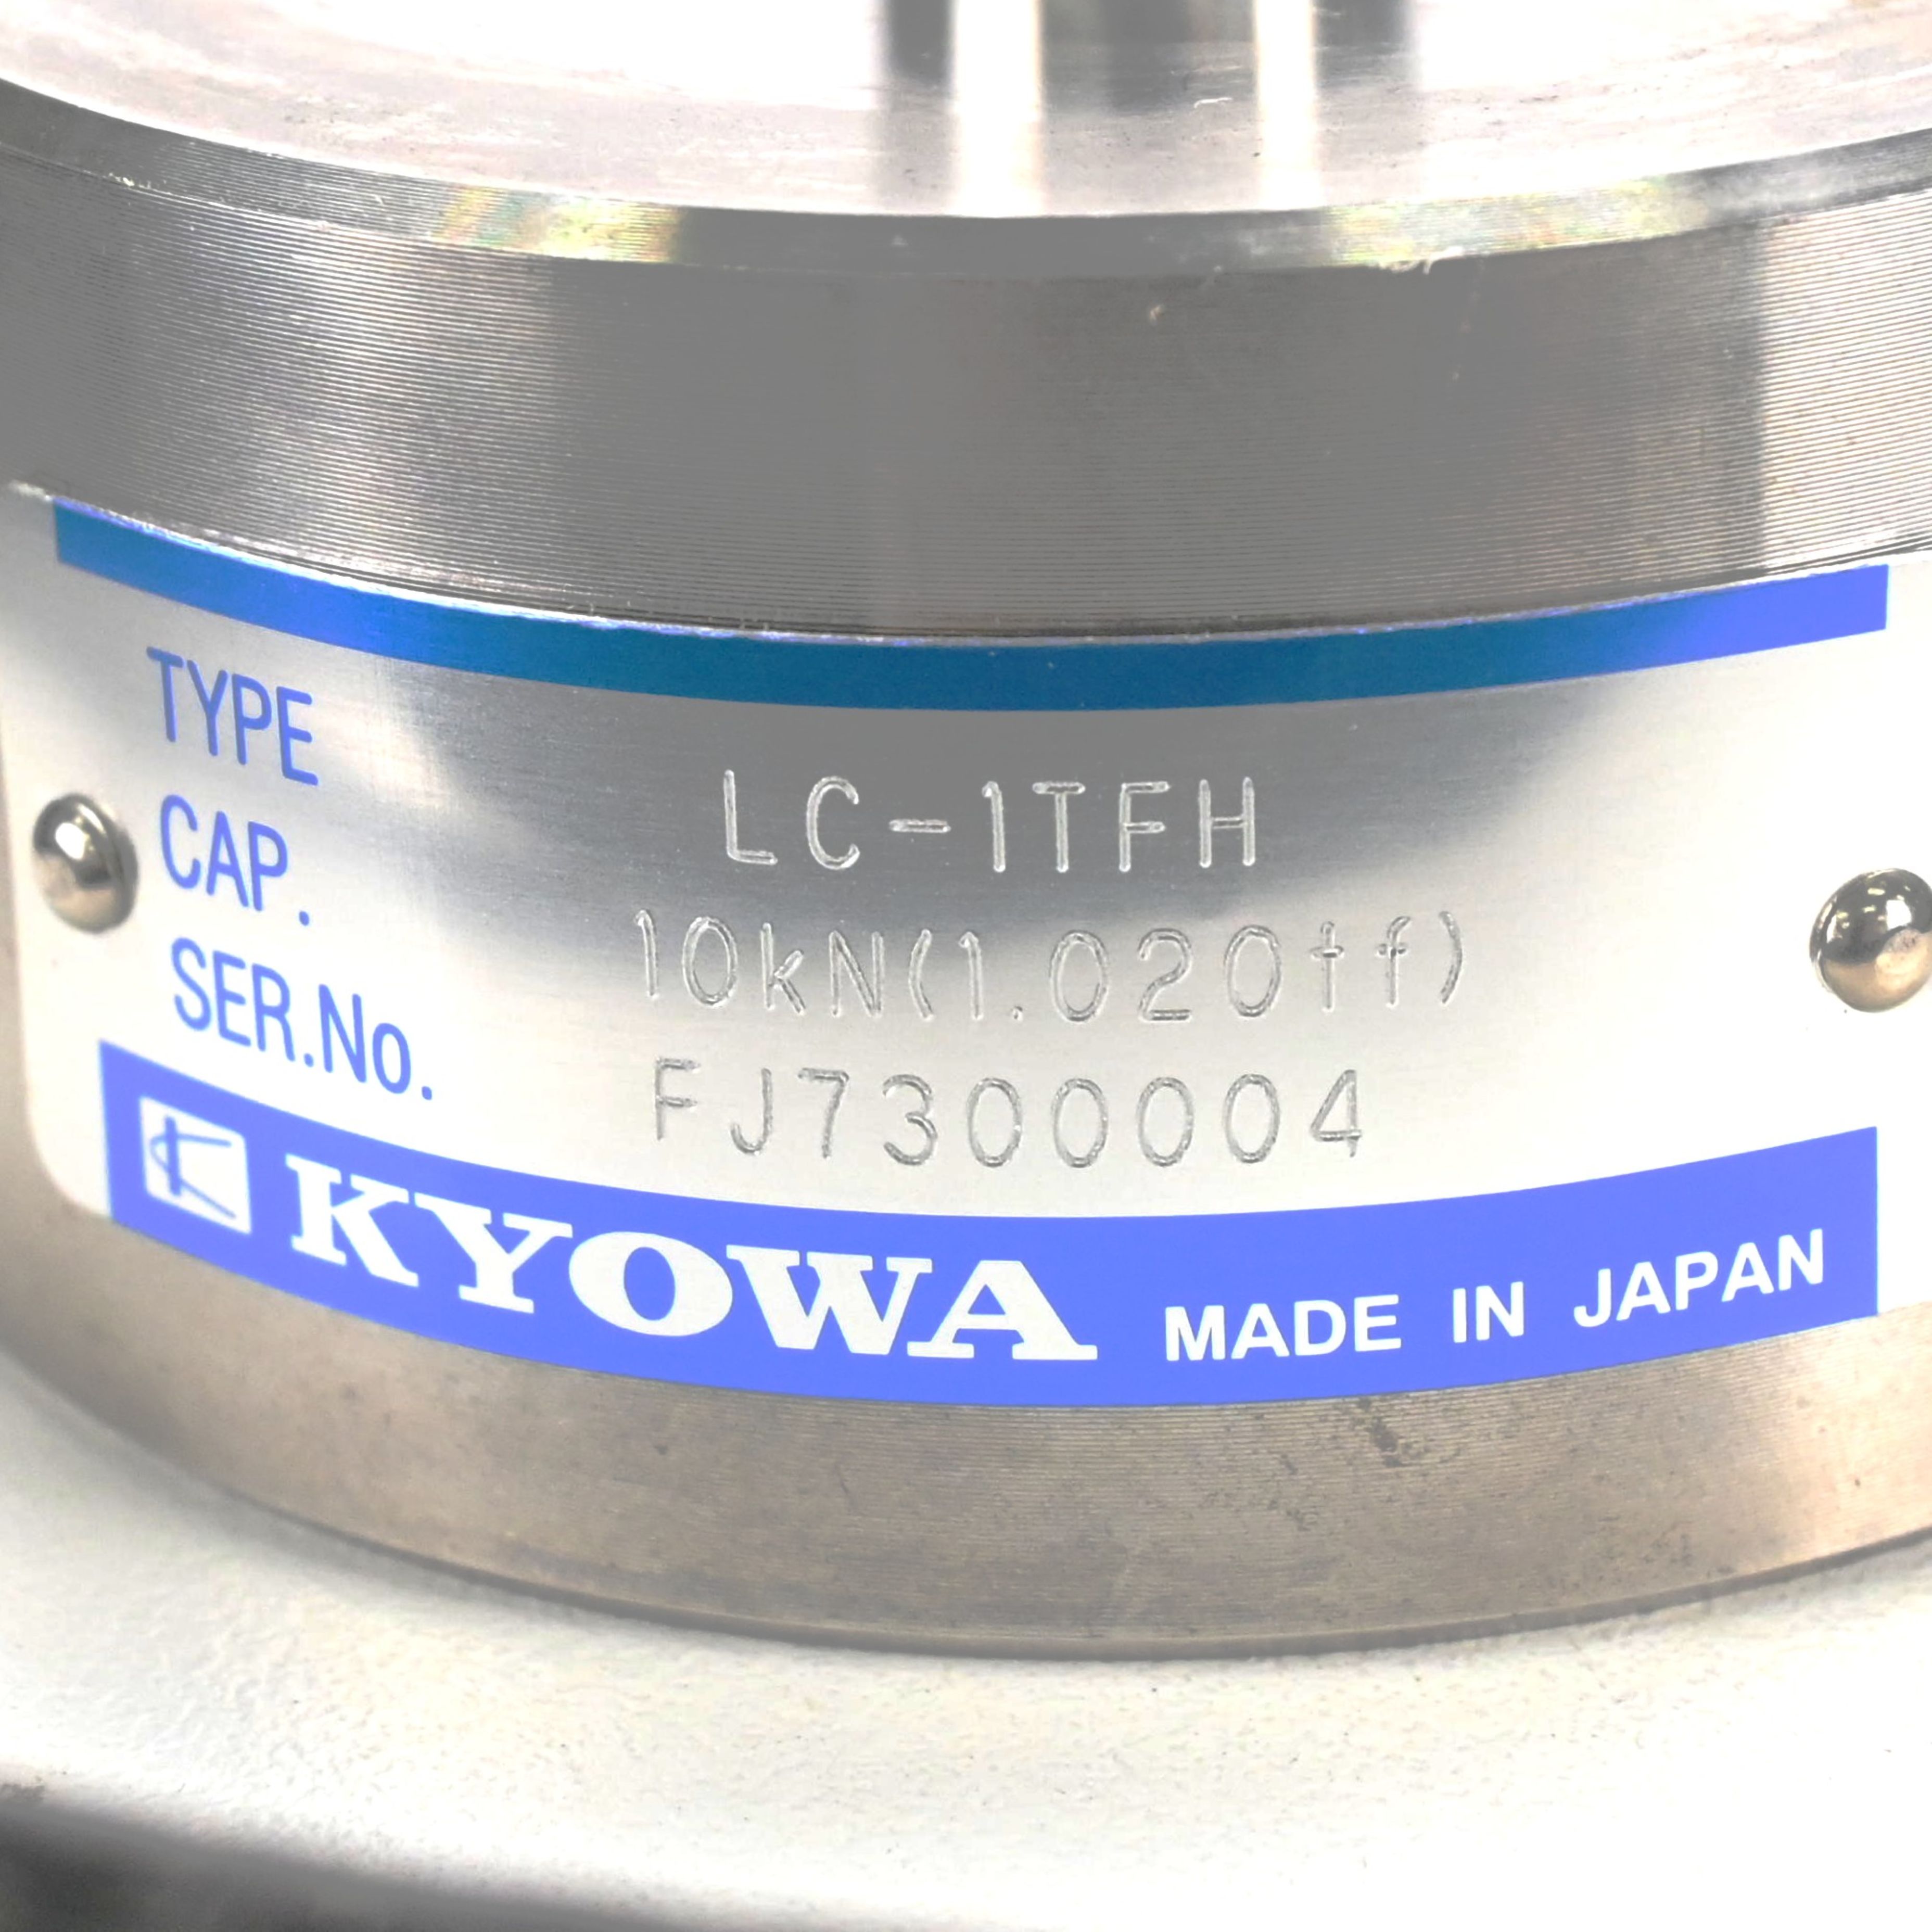 TYPE LC-1TFH
CAP. 10kN(1.020tf)
SER.No. FJ7300004
KYOWA MADE IN JAPAN